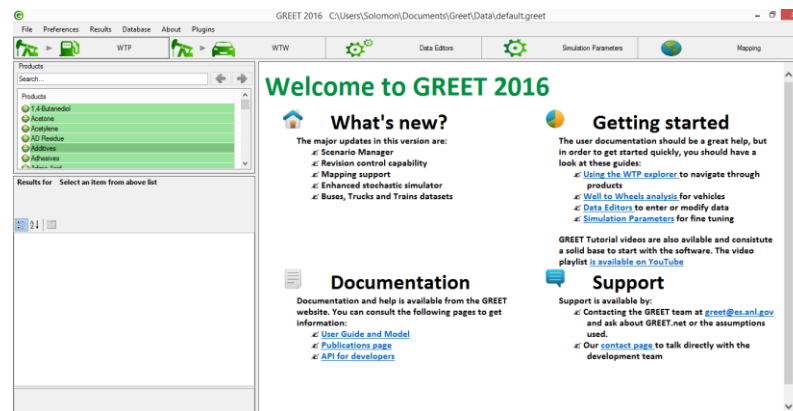 GREET 2016 C:\Users\Solomon\Documents\Greet\Data\default.greet
File Preferences Results Database About Plugins
WTP
WTW
Data Editors
Simulation Parameters
Mapping
Products
Search...
Products
1,4-Butanediol
Acetone
Acetylene
AD Residue
Additives
Adhesives
Results for Select an item from above list
Welcome to GREET 2016
What's new?
The major updates in this version are:
Scenario Manager
Revision control capability
Mapping support
Enhanced stochastic simulator
Buses, Trucks and Trains datasets
Getting started
The user documentation should be a great help, but
in order to get started quickly, you should have a
look at these guides:
Using the WTP explorer to navigate through
products
Well to Wheels analysis for vehicles
Data Editors to enter or modify data
Simulation Parameters for fine tuning
GREET Tutorial videos are also avilable and consistute
a solid base to start with the software. The video
playlist is available on YouTube
Documentation
Documentation and help is available from the GREET
website. You can consult the following pages to get
information:
User Guide and Model
Publications page
API for developers
Support
Support is available by:
Contacting the GREET team at greet@es.anl.gov
and ask about GREET.net or the assumptions
used.
Our contact page to talk directly with the
development team